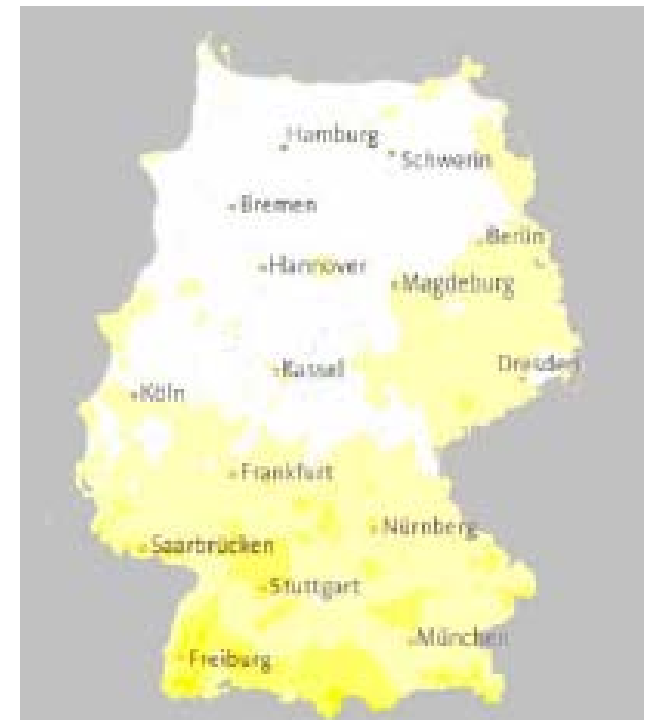 Hamburg
Schwerin
Bremen
Berlin
Hannover
Magdeburg
Dresden
Kassel
Köln
Frankfurt
Nürnberg
Saarbrücken
Stuttgart
München
Freiburg